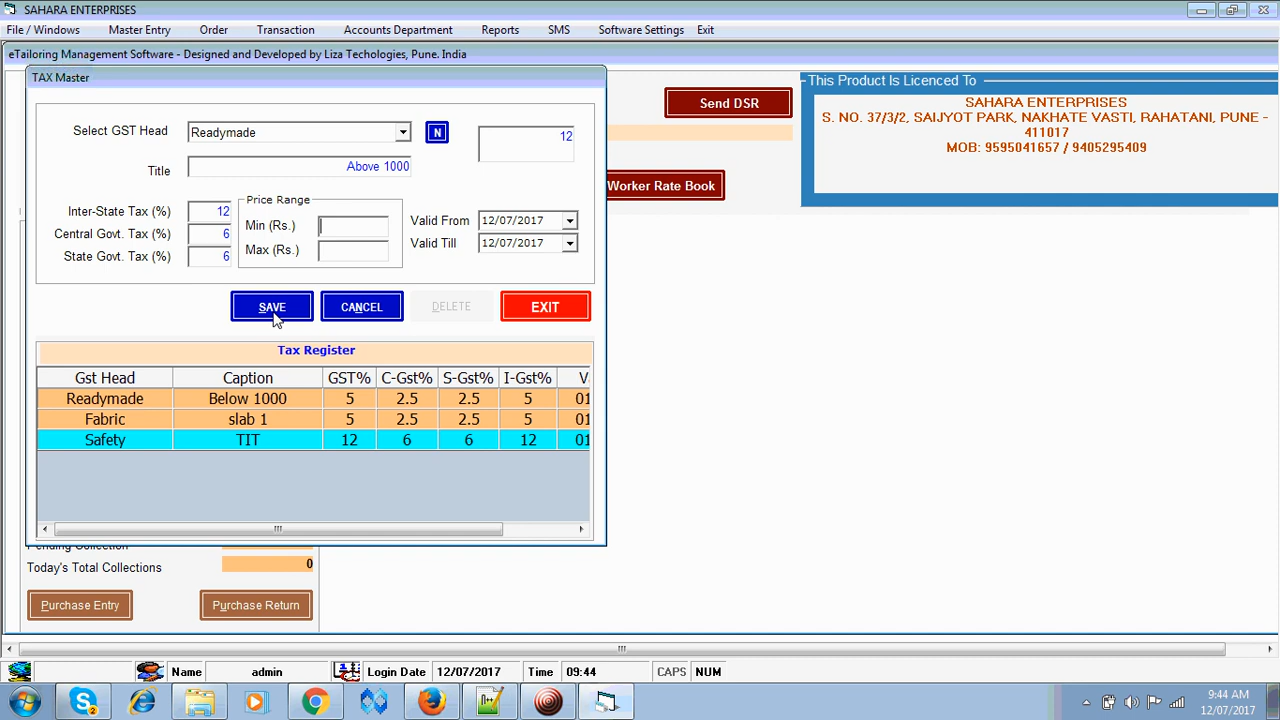 SAHARA ENTERPRISES
File / Windows Master Entry Order Transaction Accounts Department Reports SMS Software Settings Exit
eTailoring Management Software - Designed and Developed by Liza Techologies, Pune. India
TAX Master
Select GST Head Readymade N 12
Title Above 1000
Inter-State Tax (%) 12
Central Govt. Tax (%) 6
State Govt. Tax (%) 6
Price Range
Min (Rs.)
Max (Rs.)
Valid From 12/07/2017
Valid Till 12/07/2017
SAVE CANCEL DELETE EXIT
Tax Register
Gst Head Caption GST% C-Gst% S-Gst% I-Gst% V
Readymade Below 1000 5 2.5 2.5 5 01
Fabric slab 1 5 2.5 2.5 5 01
Safety TIT 12 6 6 12 01
Send DSR
Worker Rate Book
This Product Is Licenced To
SAHARA ENTERPRISES
S. NO. 37/3/2, SAIJYOT PARK, NAKHATE VASTI, RAHATANI, PUNE -
411017
MOB: 9595041657 / 9405295409
Pending Collection
Today's Total Collections 0
Purchase Entry Purchase Return
Name admin Login Date 12/07/2017 Time 09:44 CAPS NUM
2
9:44 AM
12/07/2017